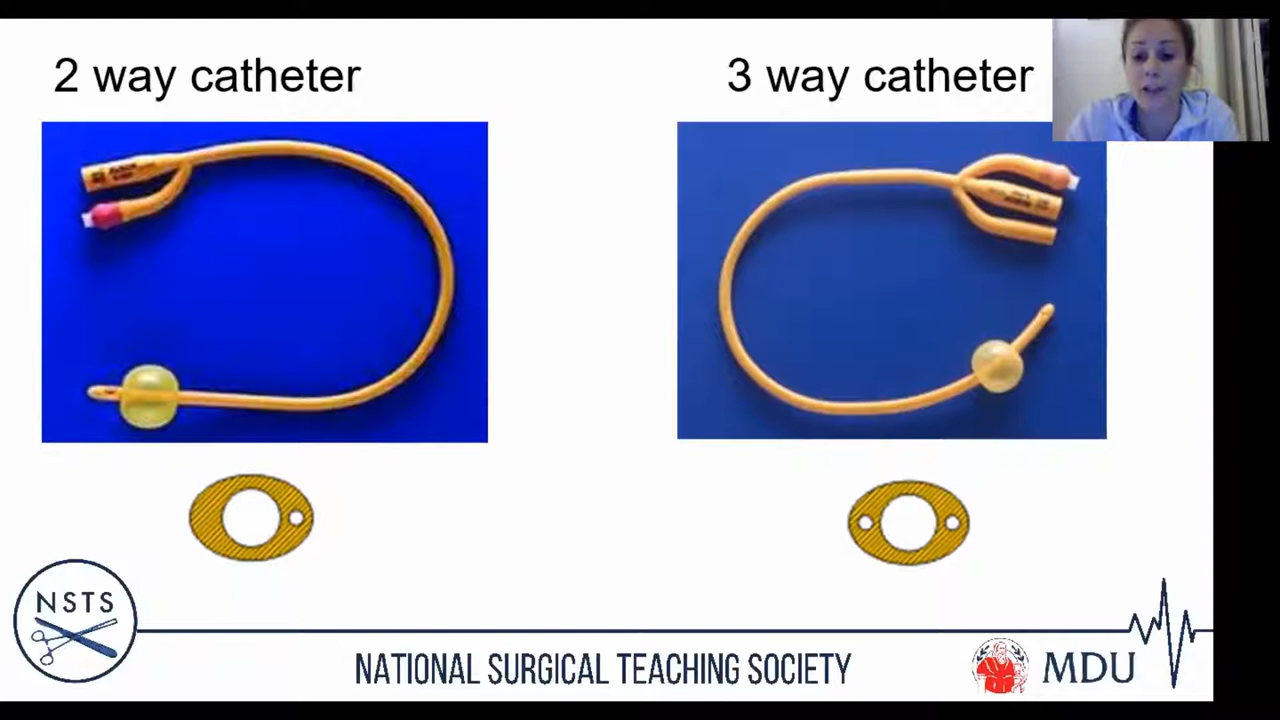 2 way catheter
3 way catheter
NSTS
NATIONAL SURGICAL TEACHING SOCIETY
MDU